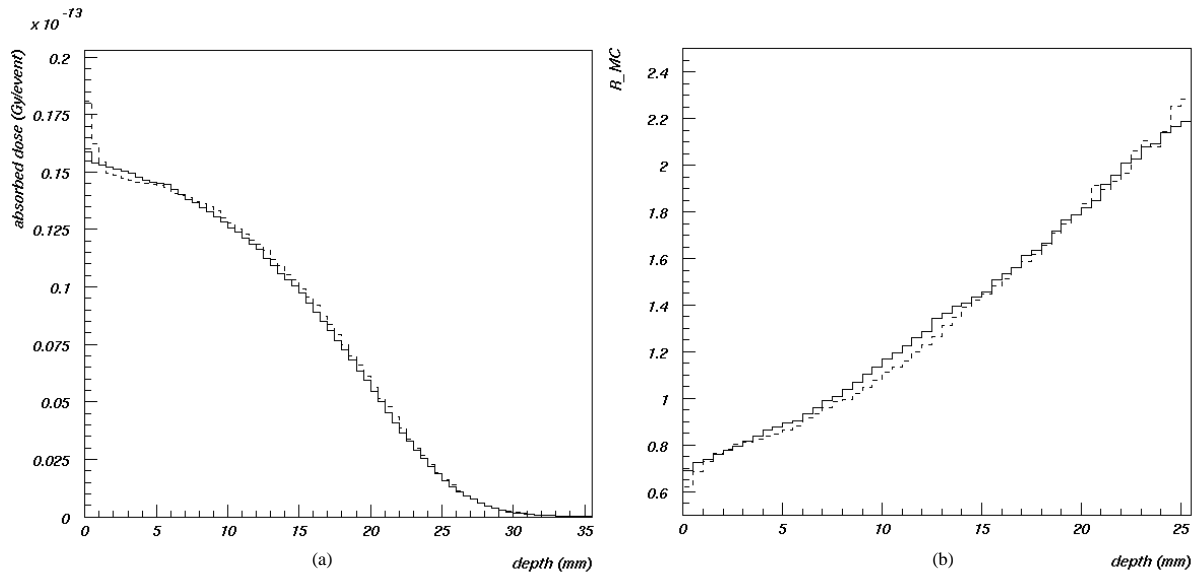 x 10 -13
absorbed dose (Gy/event)
0.2
0.175
0.15
0.125
0.1
0.075
0.05
0.025
0
0 5 10 15 20 25 30 35
depth (mm)
(a)
R_MC
2.4
2.2
2
1.8
1.6
1.4
1.2
1
0.8
0.6
0 5 10 15 20 25
depth (mm)
(b)